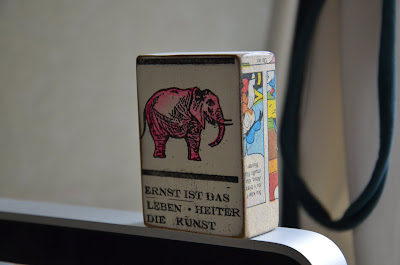 ERNST IST DAS
LEBEN • HEITER
DIE KUNST